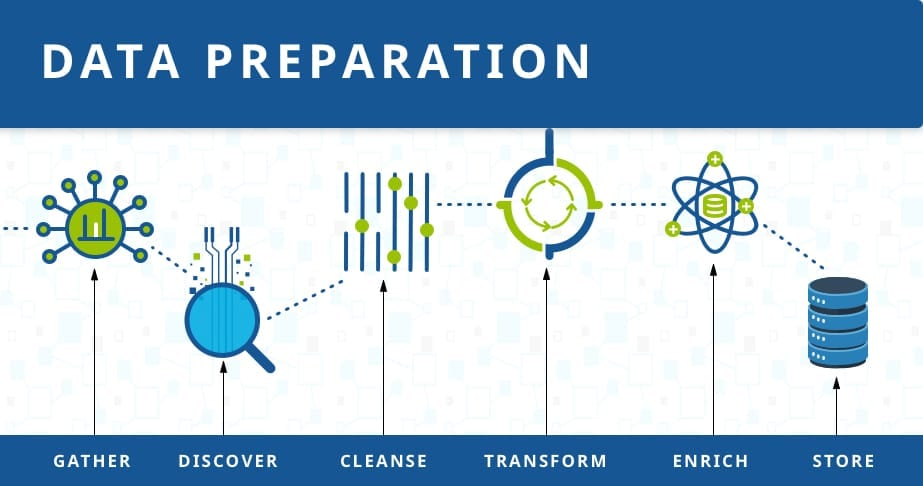 DATA PREPARATION
GATHER DISCOVER CLEANSE TRANSFORM ENRICH STORE